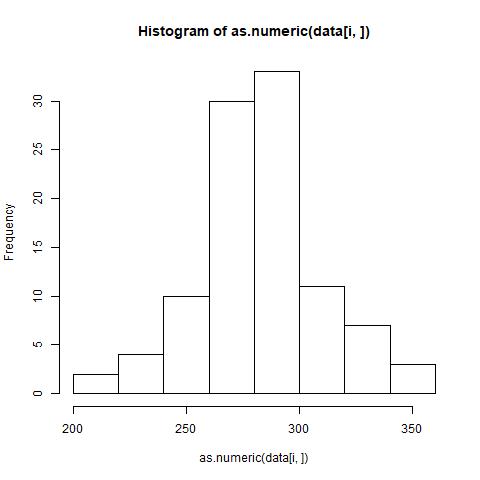 Histogram of as.numeric(data[i, ])
Frequency
30
25
20
15
10
5
0
200 250 300 350
as.numeric(data[i, ])